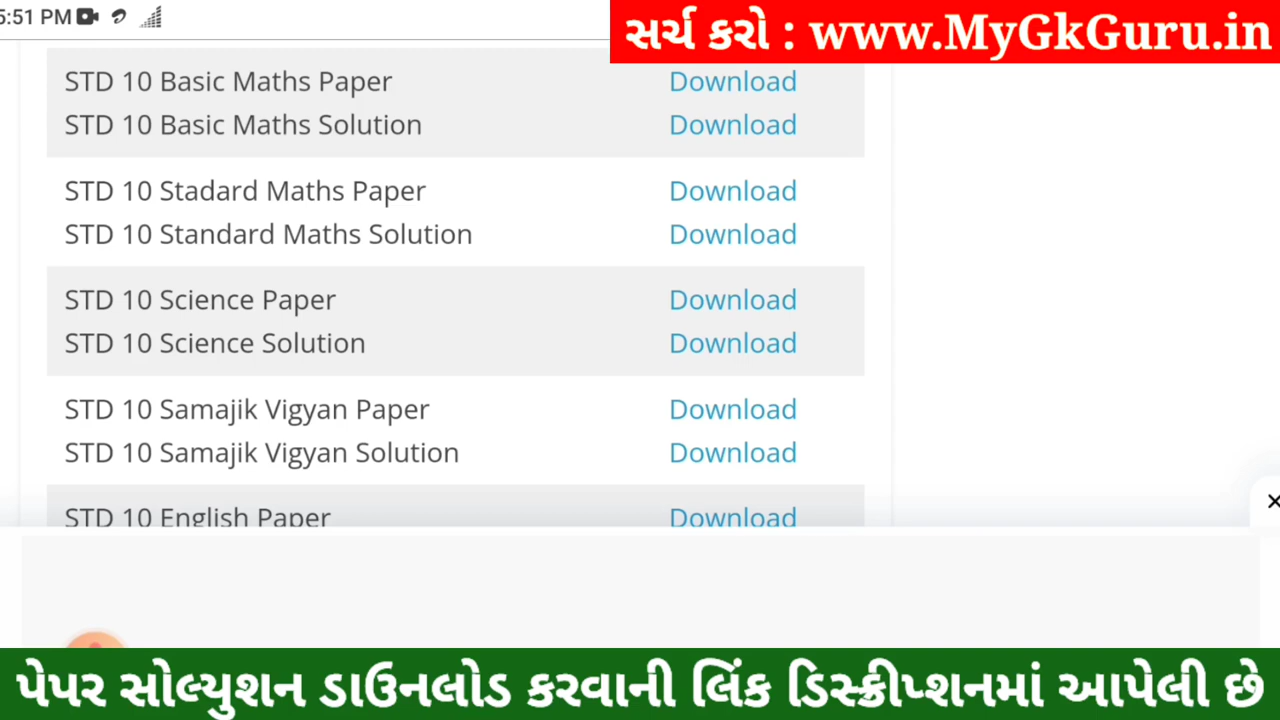 5:51 PM
સર્ચ કરો : www.MyGkGuru.in
STD 10 Basic Maths Paper Download
STD 10 Basic Maths Solution Download
STD 10 Stadard Maths Paper Download
STD 10 Standard Maths Solution Download
STD 10 Science Paper Download
STD 10 Science Solution Download
STD 10 Samajik Vigyan Paper Download
STD 10 Samajik Vigyan Solution Download
STD 10 English Paper Download
પેપર સોલ્યુશન ડાઉનલોડ કરવાની લિંક ડિસ્ક્રીપ્શનમાં આપેલી છે